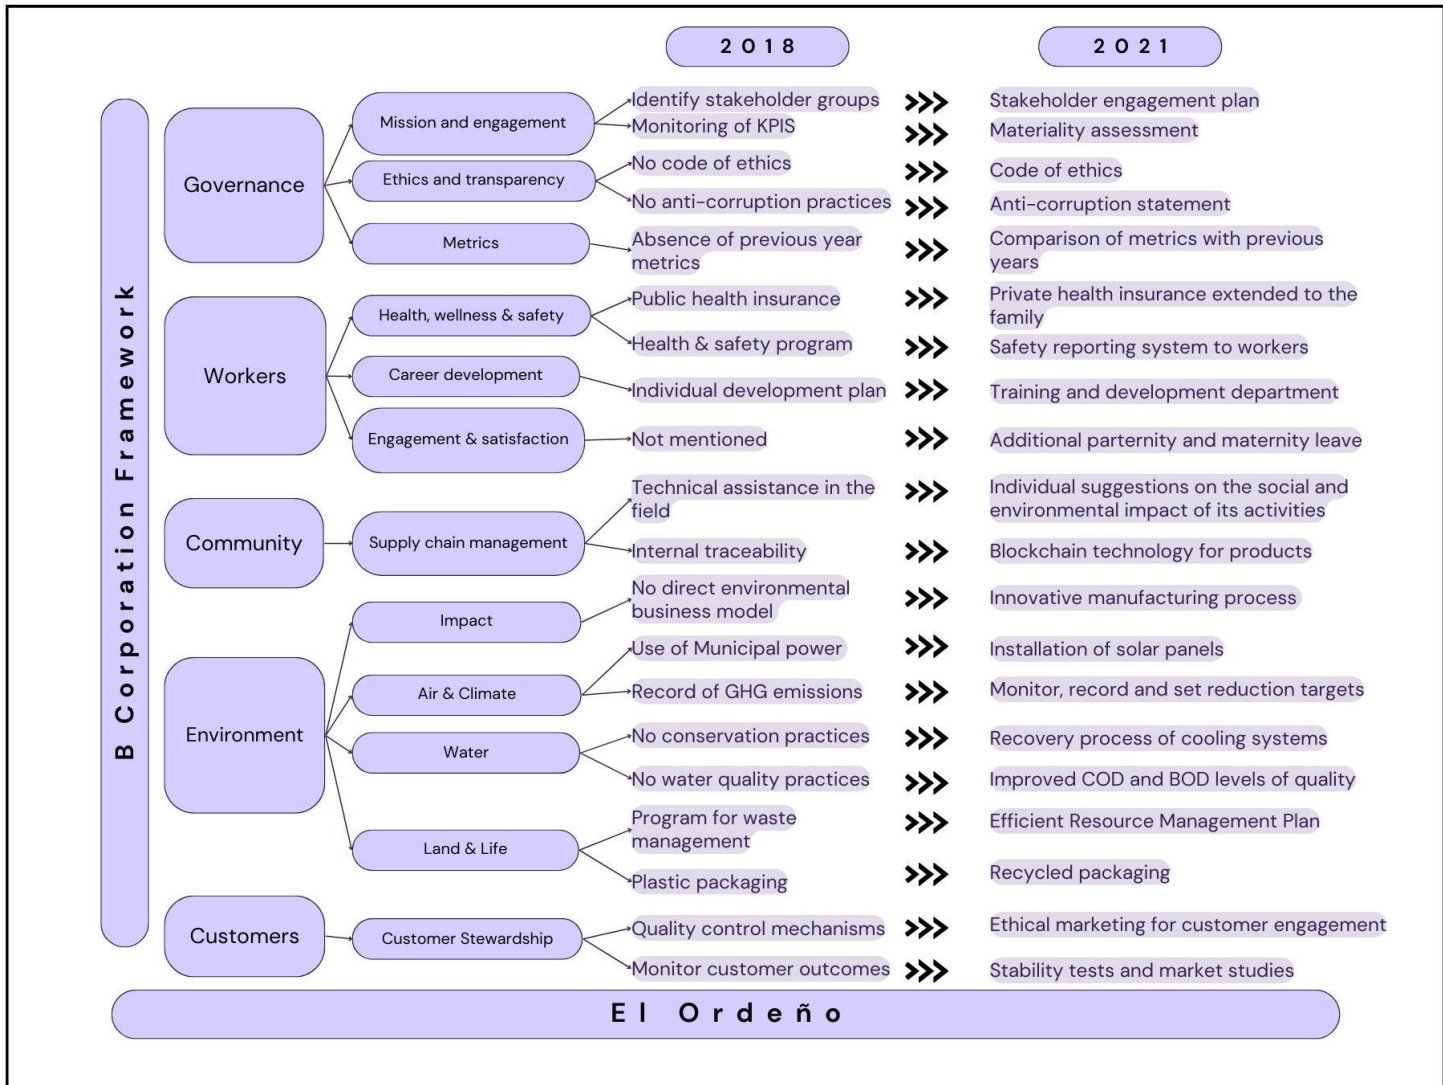 2018
2021
B Corporation Framework
Governance
Mission and engagement
Identify stakeholder groups
Stakeholder engagement plan
Monitoring of KPIS
Materiality assessment
Ethics and transparency
No code of ethics
Code of ethics
No anti-corruption practices
Anti-corruption statement
Metrics
Absence of previous year
metrics
Comparison of metrics with previous
years
Workers
Health, wellness & safety
Public health insurance
Private health insurance extended to the
family
Health & safety program
Safety reporting system to workers
Career development
Individual development plan
Training and development department
Engagement & satisfaction
Not mentioned
Additional parternity and maternity leave
Community
Supply chain management
Technical assistance in the
field
Individual suggestions on the social and
environmental impact of its activities
Internal traceability
Blockchain technology for products
Environment
Impact
No direct environmental
business model
Innovative manufacturing process
Air & Climate
Use of Municipal power
Installation of solar panels
Record of GHG emissions
Monitor, record and set reduction targets
Water
No conservation practices
Recovery process of cooling systems
No water quality practices
Improved COD and BOD levels of quality
Land & Life
Program for waste
management
Efficient Resource Management Plan
Plastic packaging
Recycled packaging
Customers
Customer Stewardship
Quality control mechanisms
Ethical marketing for customer engagement
Monitor customer outcomes
Stability tests and market studies
El Ordeño